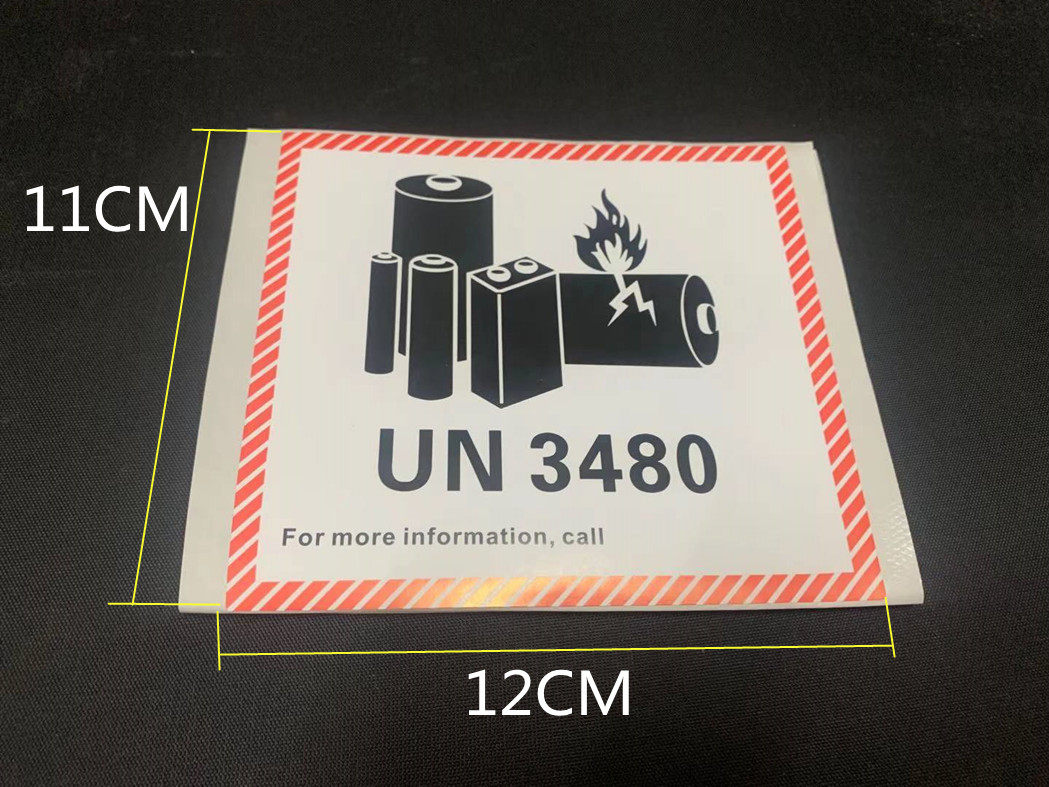 11CM
UN 3480
For more information, call
12CM